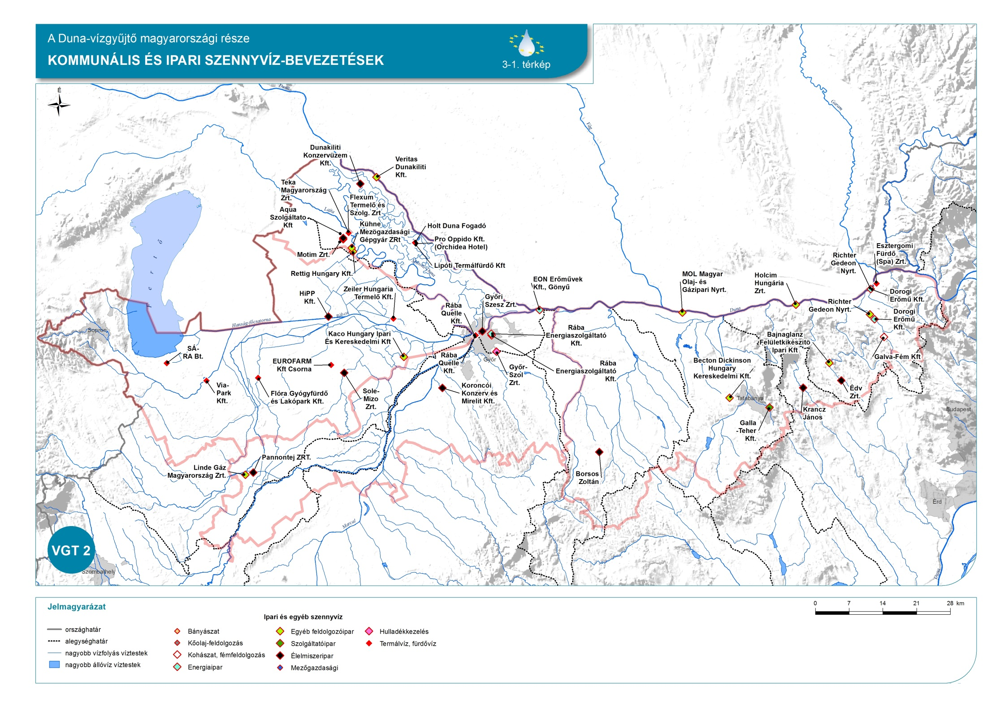 A Duna-vízgyűjtő magyarországi része
KOMMUNÁLIS ÉS IPARI SZENNYVÍZ-BEVEZETÉSEK
3-1. térkép
É
Duna
Garam
Vág
Dunakiliti
Konzervüzem
Kft.
Veritas
Dunakiliti
Kft.
Teka
Magyarország
Zrt.
Flexum
Termelő és
Szolg. Zrt
Lajta
Aqua
Szolgáltato
Kft
Kühne
Mezögazdasági
Gépgyár ZRt
Holt Duna Fogadó
Pro Oppido Kft.
(Orchidea Hotel)
Motim Zrt.
Lipóti Termálfürdő Kft
Mosoni-Duna
Rettig Hungary Kft.
Ipoly
Esztergomi
Fürdő
(Spa) Zrt.
Richter
Gedeon
Nyrt.
Fertő
EON Erőművek
Kft., Gönyű
MOL Magyar
Olaj- és
Gázipari Nyrt.
Holcim
Hungária
Zrt.
Zeiler Hungaria
Termelő Kft.
HiPP
Kft.
Győri
Szesz Zrt.
Rába
Quelle
Kft.
Dorogi
Erőmű Kft.
Richter
Gedeon Nyrt.
Dorogi
Erőmű
Kft.
Duna
Rábca
Hanság-főcsatorna
Sopron
Rába
Energiaszolgáltató
Kft.
Kaco Hungary Ipari
És Kereskedelmi Kft
Bajnaglanz
Felületkikészitö
Ipari Kft
SÁ-
RA Bt.
Rába
Quelle
Kft.
Győr
Galva-Fém Kft
EUROFARM
Kft Csorna
Győr-
Szol
Zrt.
Rába
Energiaszolgáltató
Kft.
Becton Dickinson
Hungary
Kereskedelmi Kft.
Via-
Park
Kft.
Flóra Gyógyfürdő
és Lakópark Kft.
Sole-
Mizo
Zrt.
Koroncói
Konzerv és
Mirelit Kft.
Tatabánya
Édv
Zrt.
Krancz
János
Budapest
Galla
-Teher
Kft.
Pannontej ZRT.
Linde Gáz
Magyarország Zrt.
Borsos
Zoltán
Érd
Marcal
VGT 2
Szombathely
Duna
Jelmagyarázat
országhatár
alegységhatár
nagyobb vízfolyás víztestek
nagyobb állóvíz víztestek
Ipari és egyéb szennyvíz
Bányászat
Kőolaj-feldolgozás
Kohászat, fémfeldolgozás
Energiaipar
Egyéb feldolgozóipar
Szolgáltatóipar
Élelmiszeripar
Mezőgazdasági
Hulladékkezelés
Termálvíz, fürdővíz
0 7 14 21 28 km